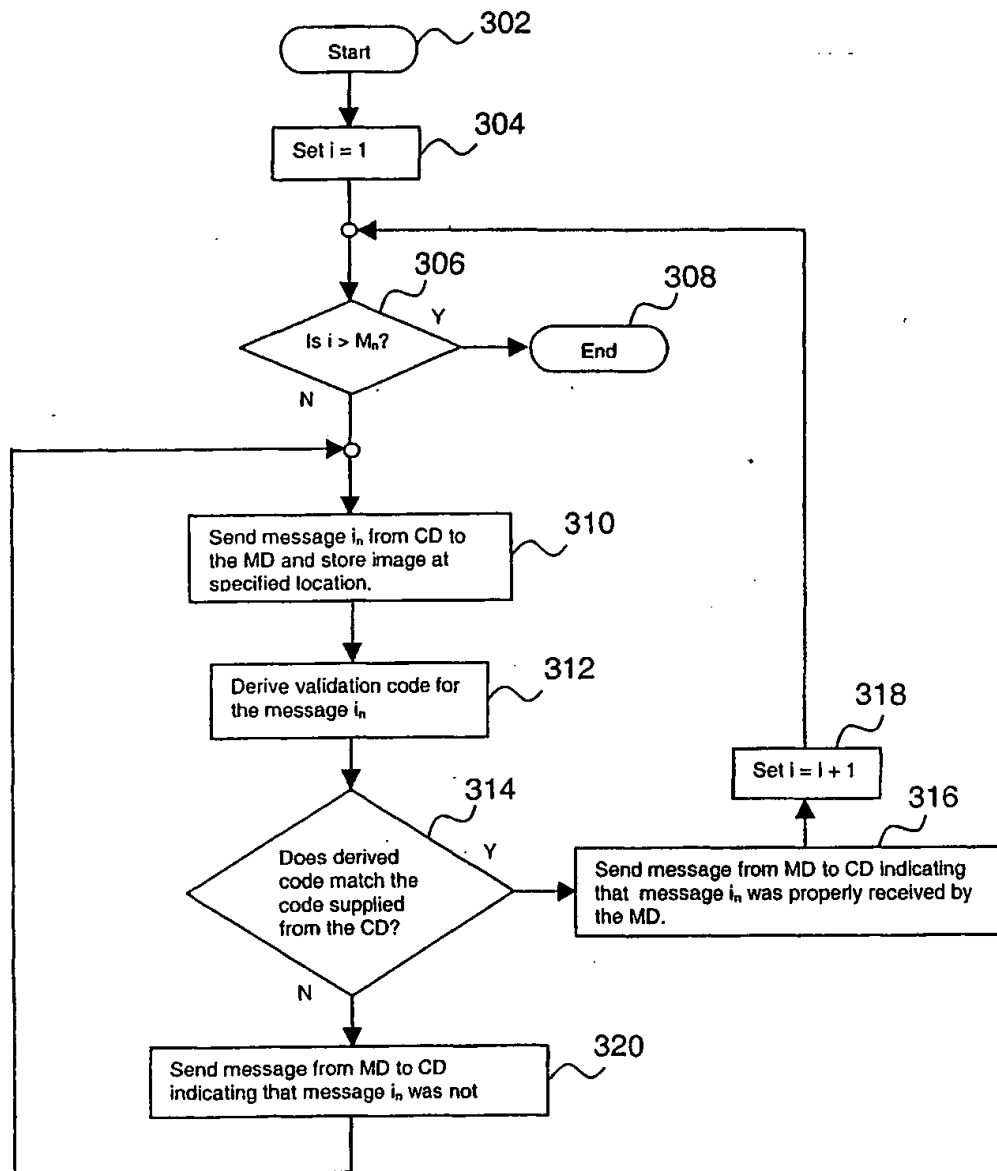 302
Start
304
Set i = 1
306
308
Y
Is i > Mₙ?
End
N
Send message iₙ from CD to
the MD and store image at
specified location.
310
Derive validation code for
the message iₙ
312
318
Set i = i + 1
314
316
Y
Does derived
code match the
code supplied
from the CD?
Send message from MD to CD indicating
that message iₙ was properly received by
the MD.
N
Send message from MD to CD
indicating that message iₙ was not
320